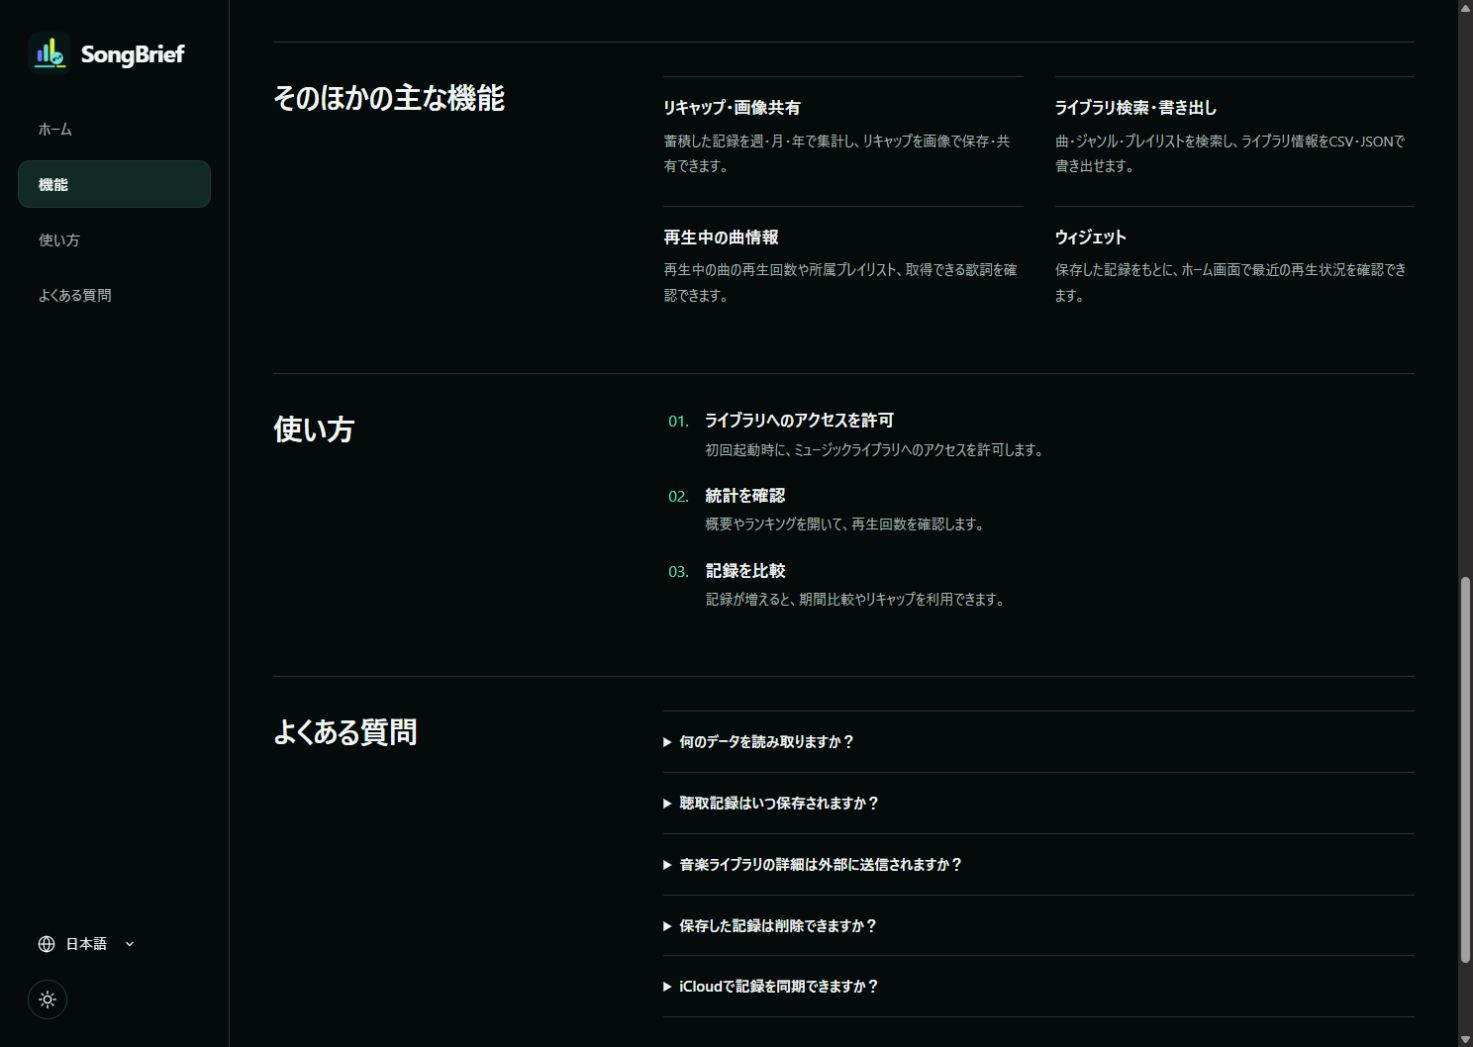 SongBrief
ホーム
機能
使い方
よくある質問
日本語
そのほかの主な機能
リキャップ・画像共有
蓄積した記録を週・月・年で集計し、リキャップを画像で保存・共
有できます。
ライブラリ検索・書き出し
曲・ジャンル・プレイリストを検索し、ライブラリ情報をCSV・JSONで
書き出せます。
再生中の曲情報
再生中の曲の再生回数や所属プレイリスト、取得できる歌詞を確
認できます。
ウィジェット
保存した記録をもとに、ホーム画面で最近の再生状況を確認でき
ます。
使い方
01. ライブラリへのアクセスを許可
初回起動時に、ミュージックライブラリへのアクセスを許可します。
02. 統計を確認
概要やランキングを開いて、再生回数を確認します。
03. 記録を比較
記録が増えると、期間比較やリキャップを利用できます。
よくある質問
▶ 何のデータを読み取りますか？
▶ 聴取記録はいつ保存されますか？
▶ 音楽ライブラリの詳細は外部に送信されますか？
▶ 保存した記録は削除できますか？
▶ iCloudで記録を同期できますか？